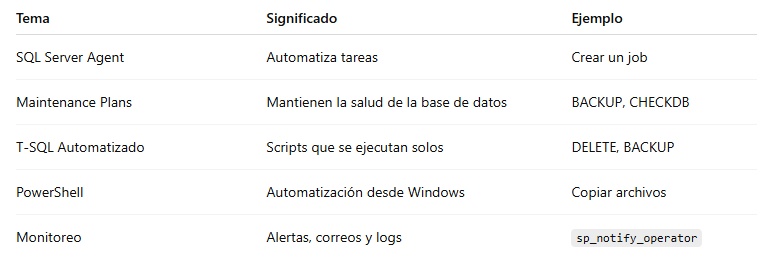 Tema Significado Ejemplo
SQL Server Agent Automatiza tareas Crear un job
Maintenance Plans Mantienen la salud de la base de datos BACKUP, CHECKDB
T-SQL Automatizado Scripts que se ejecutan solos DELETE, BACKUP
PowerShell Automatización desde Windows Copiar archivos
Monitoreo Alertas, correos y logs sp_notify_operator